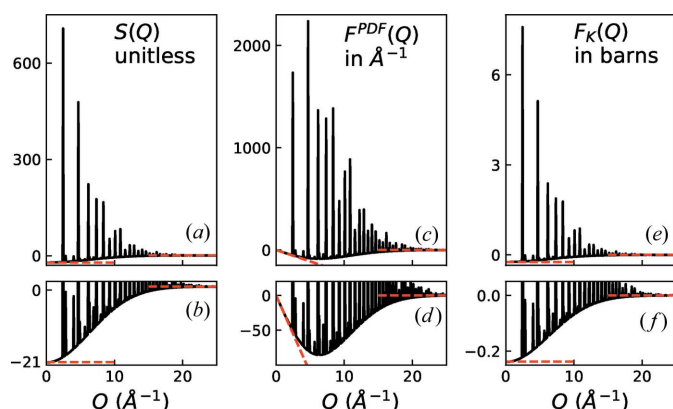 S(Q)
unitless
F^{PDF}(Q)
in Å⁻¹
F_K(Q)
in barns
600
300
0
(a)
2000
1000
0
(c)
6
3
0
(e)
0
−21
(b)
0
−50
(d)
0.0
−0.2
(f)
0 10 20
0 10 20
0 10 20
Q (Å⁻¹)
Q (Å⁻¹)
Q (Å⁻¹)